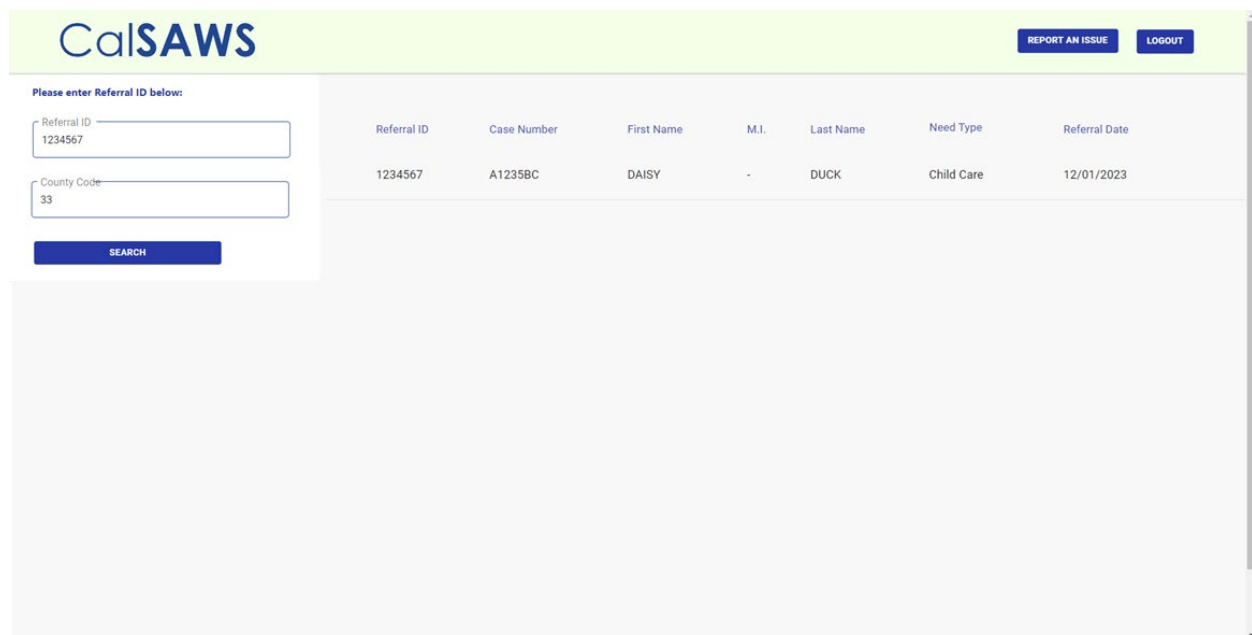 CalSAWS
REPORT AN ISSUE
LOGOUT
Please enter Referral ID below:
Referral ID
1234567
County Code
33
SEARCH
Referral ID Case Number First Name M.I. Last Name Need Type Referral Date
1234567 A1235BC DAISY - DUCK Child Care 12/01/2023